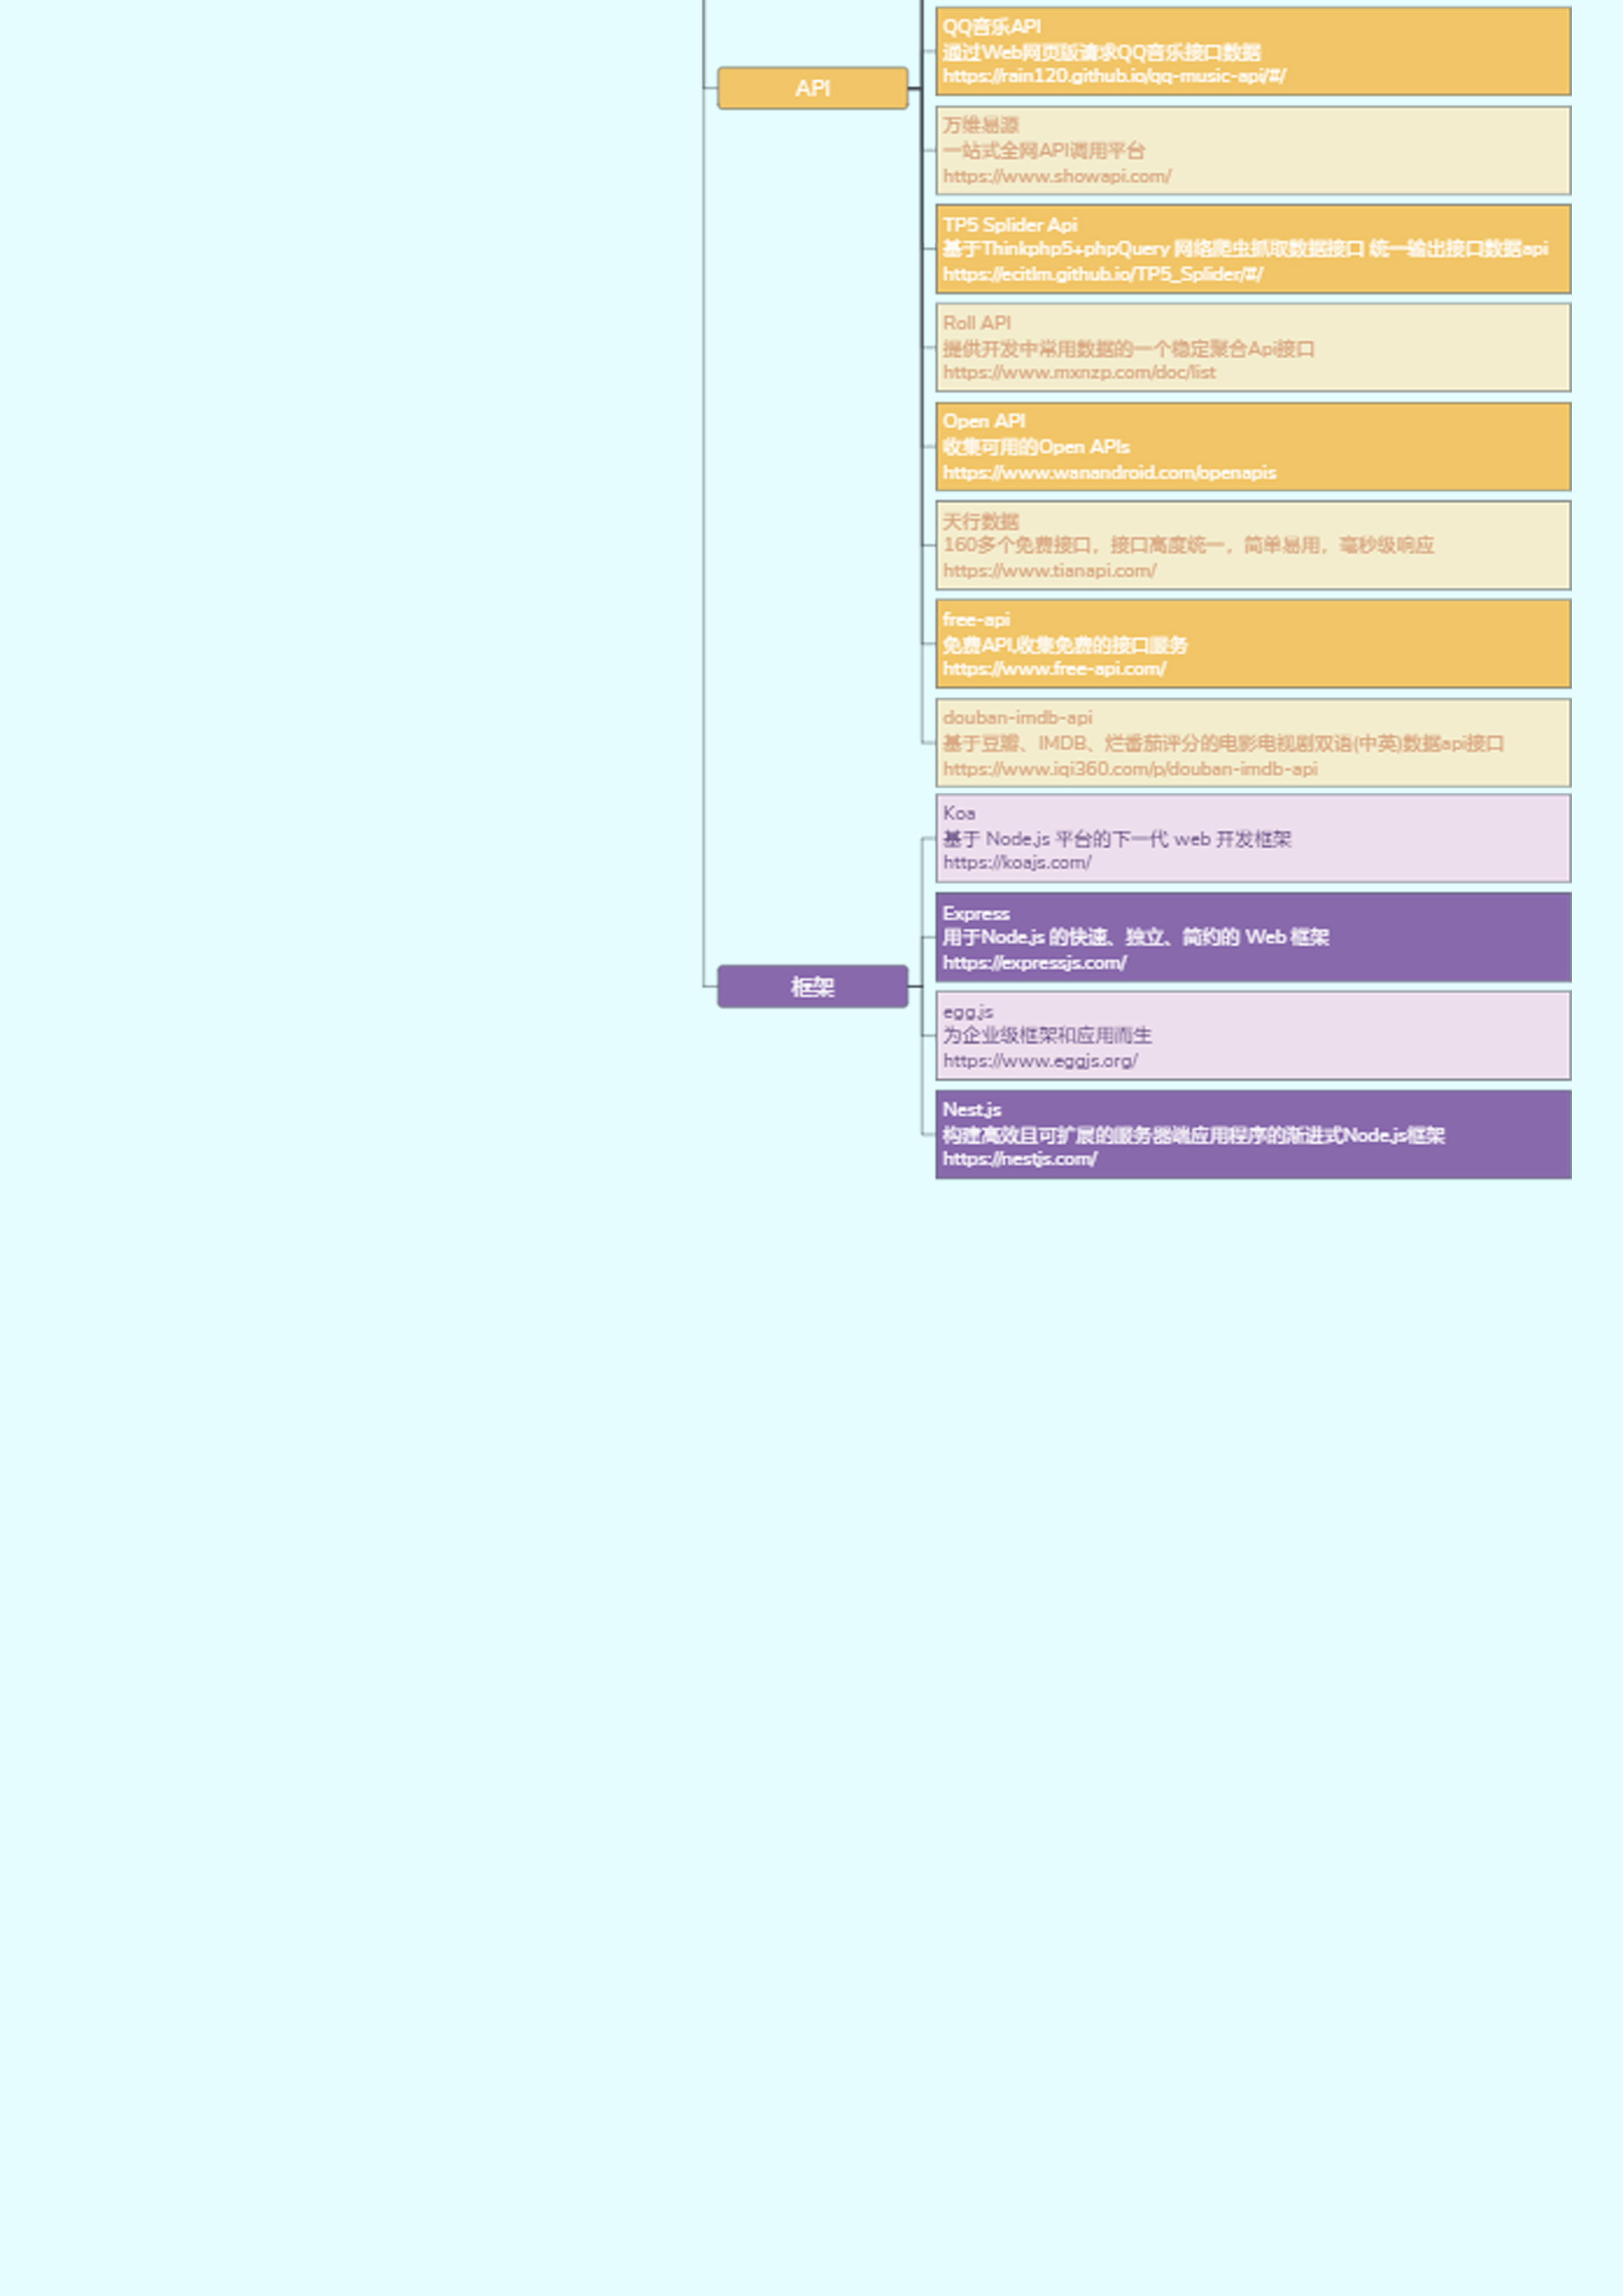 QQ音乐API
通过Web网页版请求QQ音乐接口数据
https://rain120.github.io/qq-music-api/#/
API
万维易源
一站式全网API调用平台
https://www.showapi.com/
TP5 Splider Api
基于Thinkphp5+phpQuery 网络爬虫抓取数据接口 统一输出接口数据api
https://ecitlm.github.io/TP5_Splider/#/
Roll API
提供开发中常用数据的一个稳定聚合Api接口
https://www.mxnzp.com/doc/list
Open API
收集可用的Open APIs
https://www.wanandroid.com/openapis
天行数据
160多个免费接口，接口高度统一，简单易用，毫秒级响应
https://www.tianapi.com/
free-api
免费API,收集免费的接口服务
https://www.free-api.com/
douban-imdb-api
基于豆瓣、IMDB、烂番茄评分的电影电视剧双语(中英)数据api接口
https://www.iqi360.com/p/douban-imdb-api
Koa
基于 Node.js 平台的下一代 web 开发框架
https://koajs.com/
Express
用于Node.js 的快速、独立、简约的 Web 框架
https://expressjs.com/
框架
egg.js
为企业级框架和应用而生
https://www.eggjs.org/
Nest.js
构建高效且可扩展的服务器端应用程序的渐进式Node.js框架
https://nestjs.com/